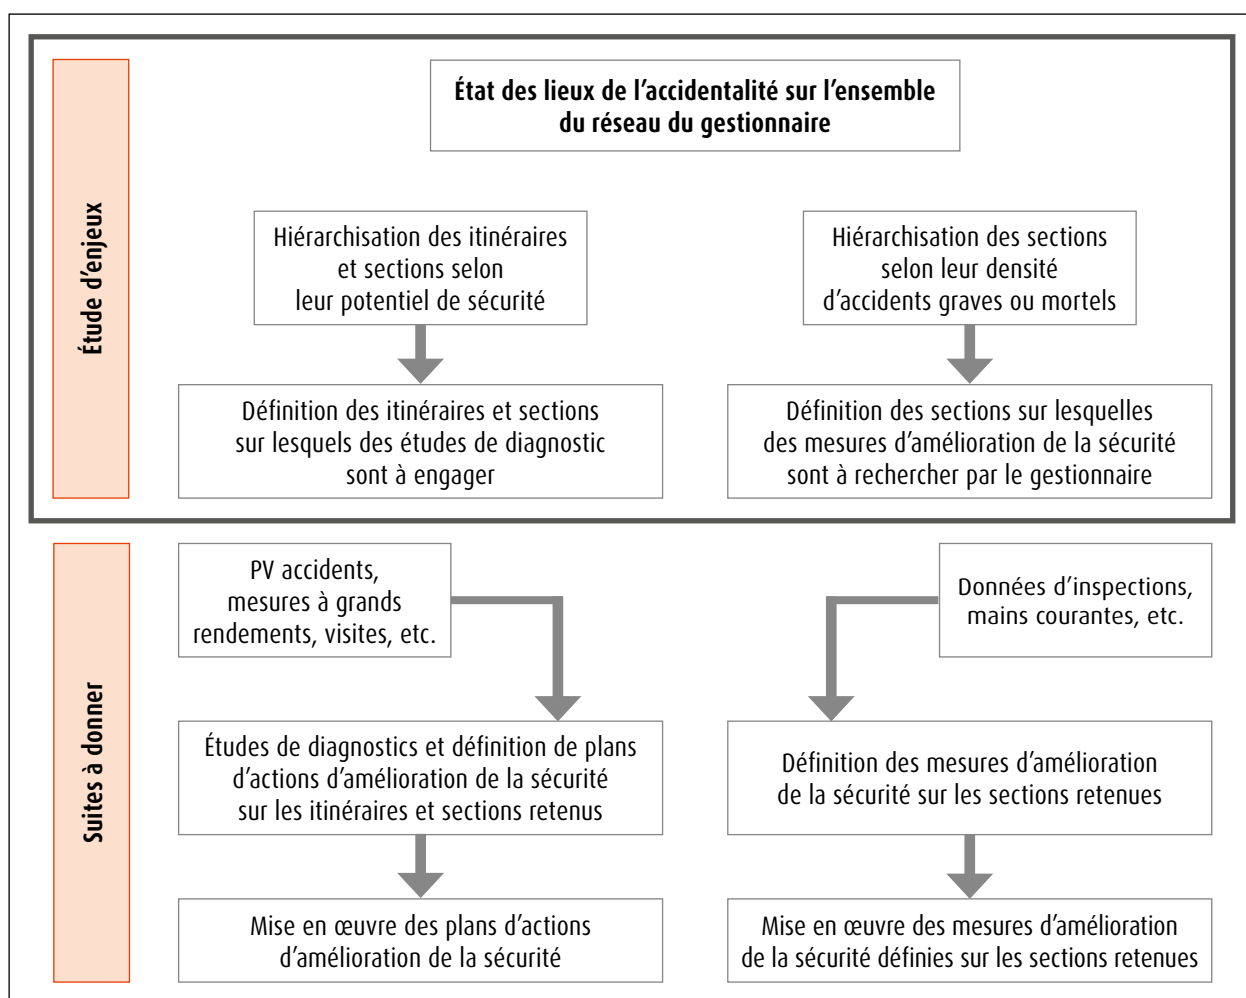 Étude d’enjeux
État des lieux de l’accidentalité sur l’ensemble
du réseau du gestionnaire
Hiérarchisation des itinéraires
et sections selon
leur potentiel de sécurité
Hiérarchisation des sections
selon leur densité
d’accidents graves ou mortels
Définition des itinéraires et sections
sur lesquels des études de diagnostic
sont à engager
Définition des sections sur lesquelles
des mesures d’amélioration de la sécurité
sont à rechercher par le gestionnaire
Suites à donner
PV accidents,
mesures à grands
rendements, visites, etc.
Données d’inspections,
mains courantes, etc.
Études de diagnostics et définition de plans
d’actions d’amélioration de la sécurité
sur les itinéraires et sections retenus
Définition des mesures d’amélioration
de la sécurité sur les sections retenues
Mise en œuvre des plans d’actions
d’amélioration de la sécurité
Mise en œuvre des mesures d’amélioration
de la sécurité définies sur les sections retenues